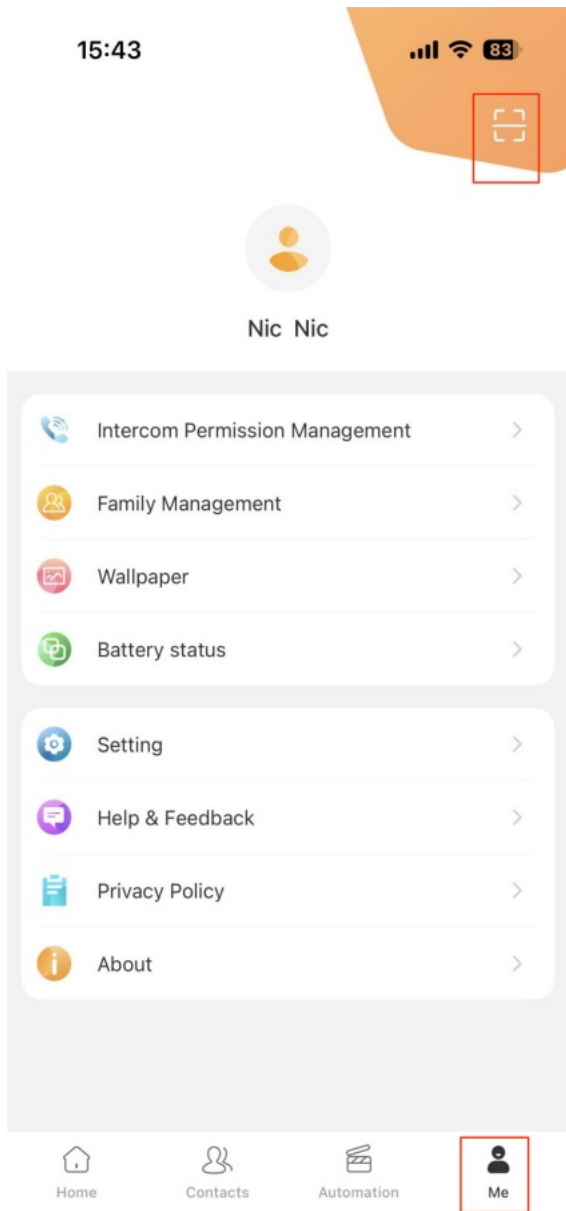 15:43
83
Nic Nic
Intercom Permission Management
Family Management
Wallpaper
Battery status
Setting
Help & Feedback
Privacy Policy
About
Home
Contacts
Automation
Me